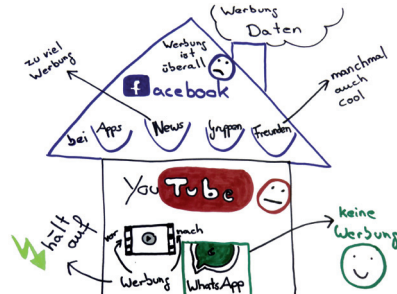 Werbung
Daten
zu viel
Werbung
Werbung
ist
überall
facebook
manchmal
auch
cool
bei Apps News Gruppen Freunden
YouTube
vor nach
Werbung
hält
auf
WhatsApp
keine
Werbung